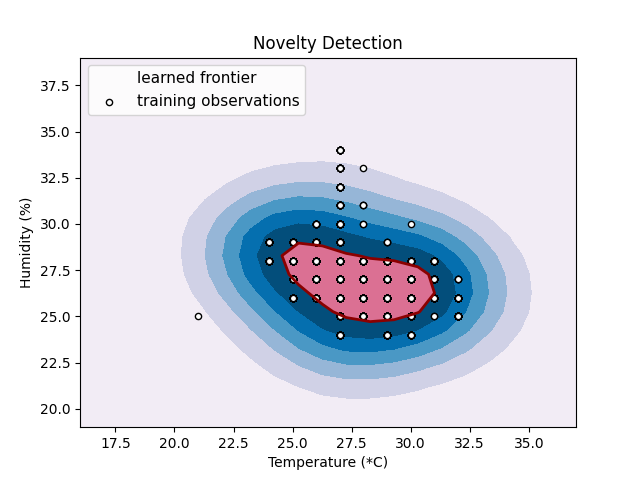 Novelty Detection
learned frontier
training observations
37.5
35.0
32.5
30.0
27.5
25.0
22.5
20.0
Humidity (%)
17.5 20.0 22.5 25.0 27.5 30.0 32.5 35.0
Temperature (*C)